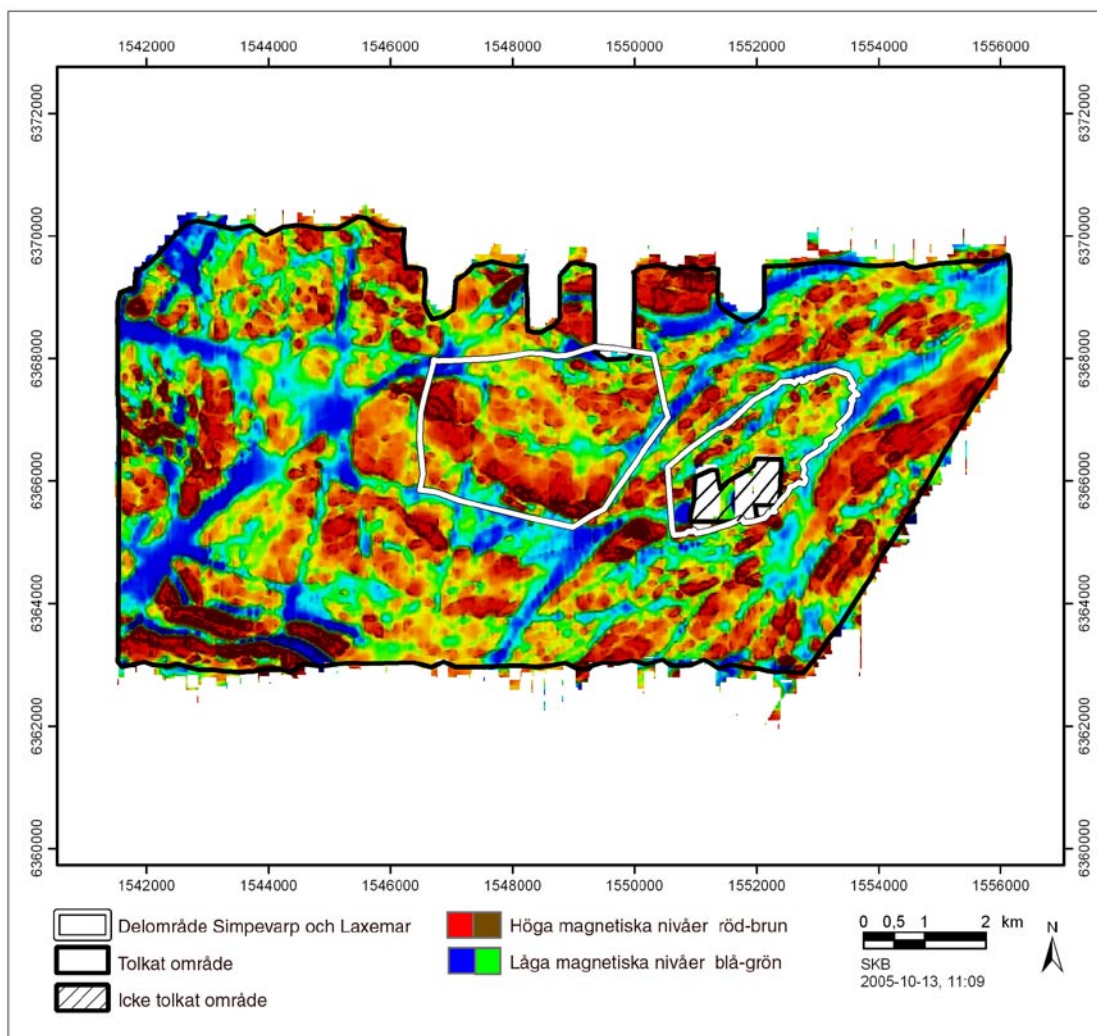 1542000 1544000 1546000 1548000 1550000 1552000 1554000 1556000
6372000 6372000
6370000 6370000
6368000 6368000
6366000 6366000
6364000 6364000
6362000 6362000
6360000 6360000
1542000 1544000 1546000 1548000 1550000 1552000 1554000 1556000
Delområde Simpevarp och Laxemar
Tolkat område
Icke tolkat område
Höga magnetiska nivåer röd-brun
Låga magnetiska nivåer blå-grön
0 0,5 1 2 km
SKB
2005-10-13, 11:09
N